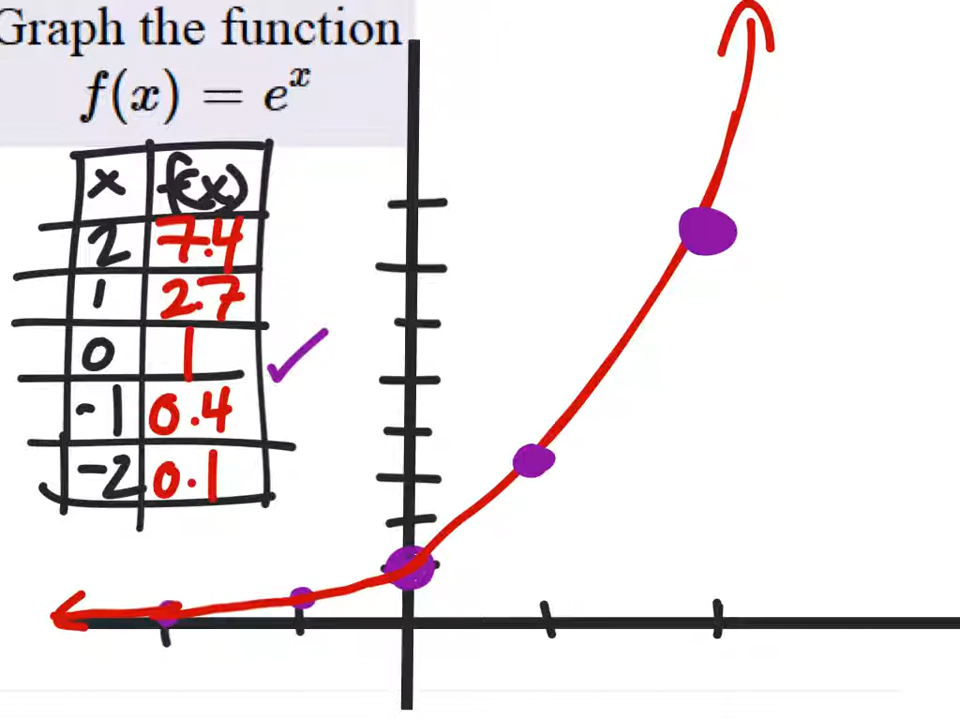 Graph the function
f(x) = e^x
x f(x)
2 7.4
1 2.7
0 1
-1 0.4
-2 0.1